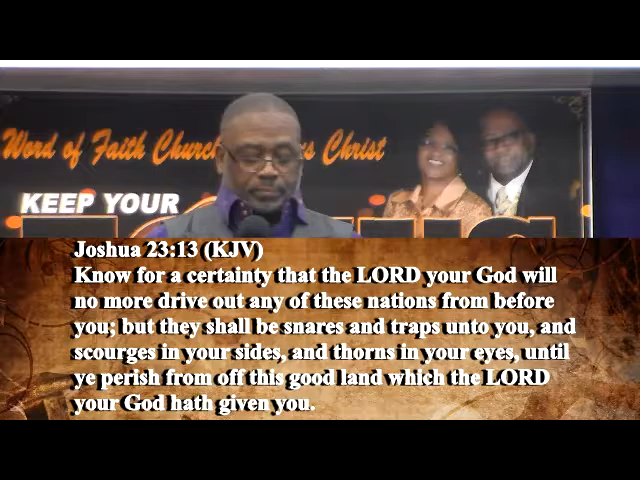 Word of Faith Church Jesus Christ
KEEP YOUR
Joshua 23:13 (KJV)
Know for a certainty that the LORD your God will
no more drive out any of these nations from before
you; but they shall be snares and traps unto you, and
scourges in your sides, and thorns in your eyes, until
ye perish from off this good land which the LORD
your God hath given you.